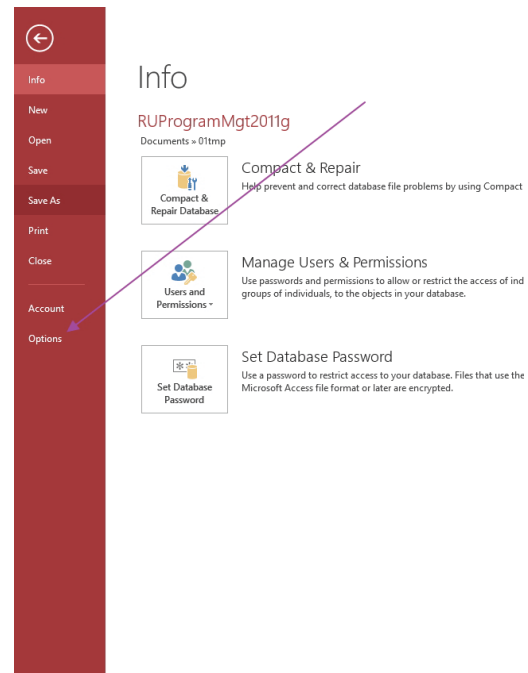 Info
New
Open
Save
Save As
Print
Close
Account
Options
Info
RUProgramMgt2011g
Documents » 01tmp
Compact &
Repair Database
Compact & Repair
Help prevent and correct database file problems by using Compact
Users and
Permissions
Manage Users & Permissions
Use passwords and permissions to allow or restrict the access of ind
groups of individuals, to the objects in your database.
Set Database
Password
Set Database Password
Use a password to restrict access to your database. Files that use the
Microsoft Access file format or later are encrypted.